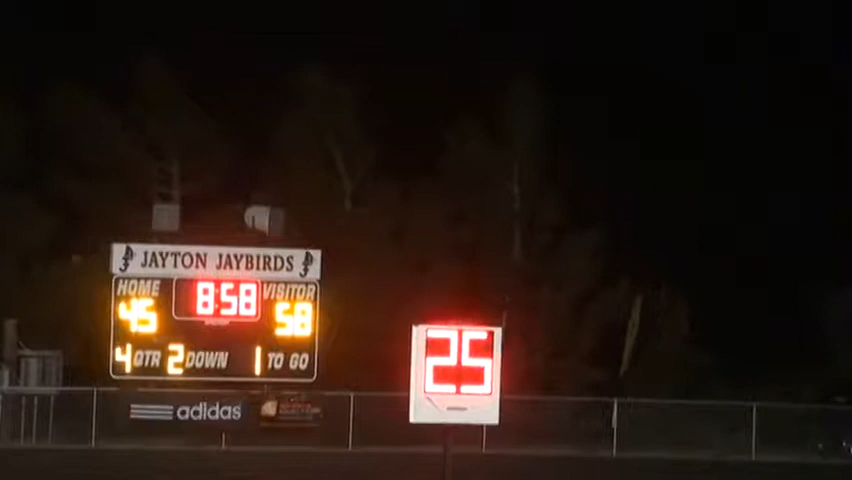 JAYTON JAYBIRDS
HOME 8:58 VISITOR
45 58
4 QTR 2 DOWN 1 TO GO
25
adidas